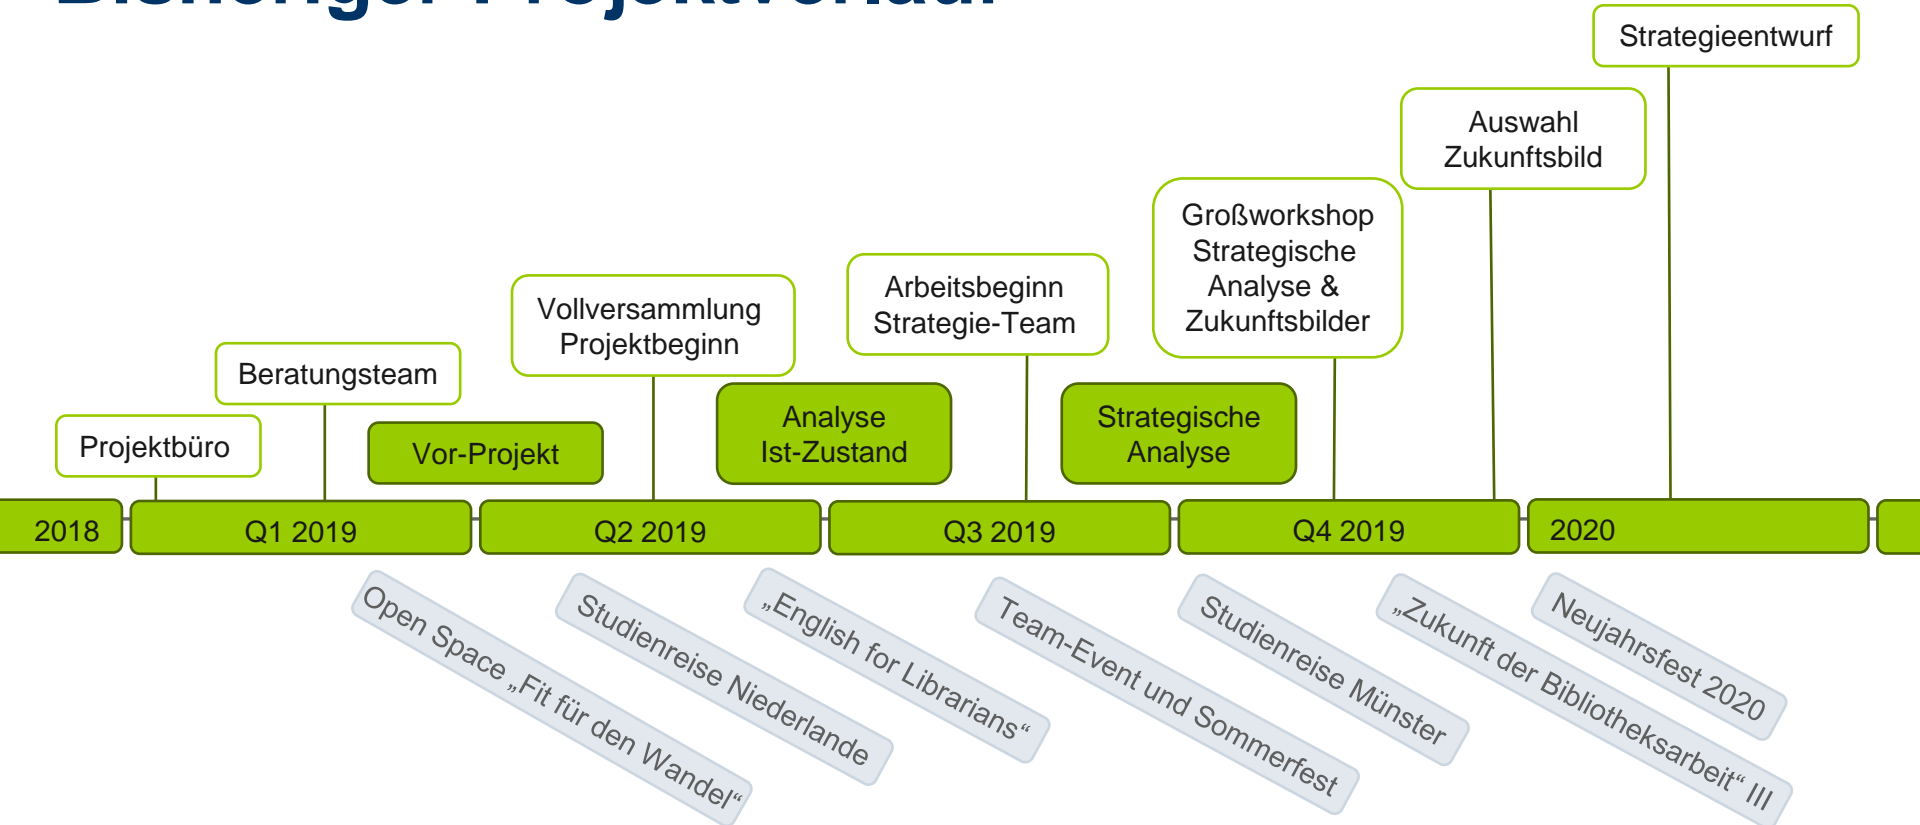 Bisheriger Projektverlauf
Strategieentwurf
Auswahl
Zukunftsbild
Großworkshop
Strategische
Analyse &
Zukunftsbilder
Arbeitsbeginn
Strategie-Team
Vollversammlung
Projektbeginn
Beratungsteam
Projektbüro
Vor-Projekt
Analyse
Ist-Zustand
Strategische
Analyse
2018
Q1 2019
Q2 2019
Q3 2019
Q4 2019
2020
Open Space „Fit für den Wandel“
Studienreise Niederlande
„English for Librarians“
Team-Event und Sommerfest
Studienreise Münster
„Zukunft der Bibliotheksarbeit“ III
Neujahrsfest 2020